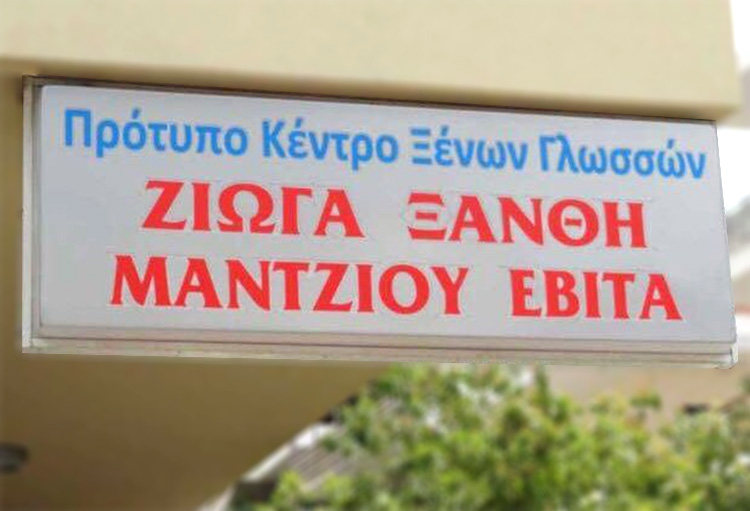 Πρότυπο Κέντρο Ξένων Γλωσσών
ΖΙΩΓΑ ΞΑΝΘΗ
ΜΑΝΤΖΙΟΥ ΕΒΙΤΑ